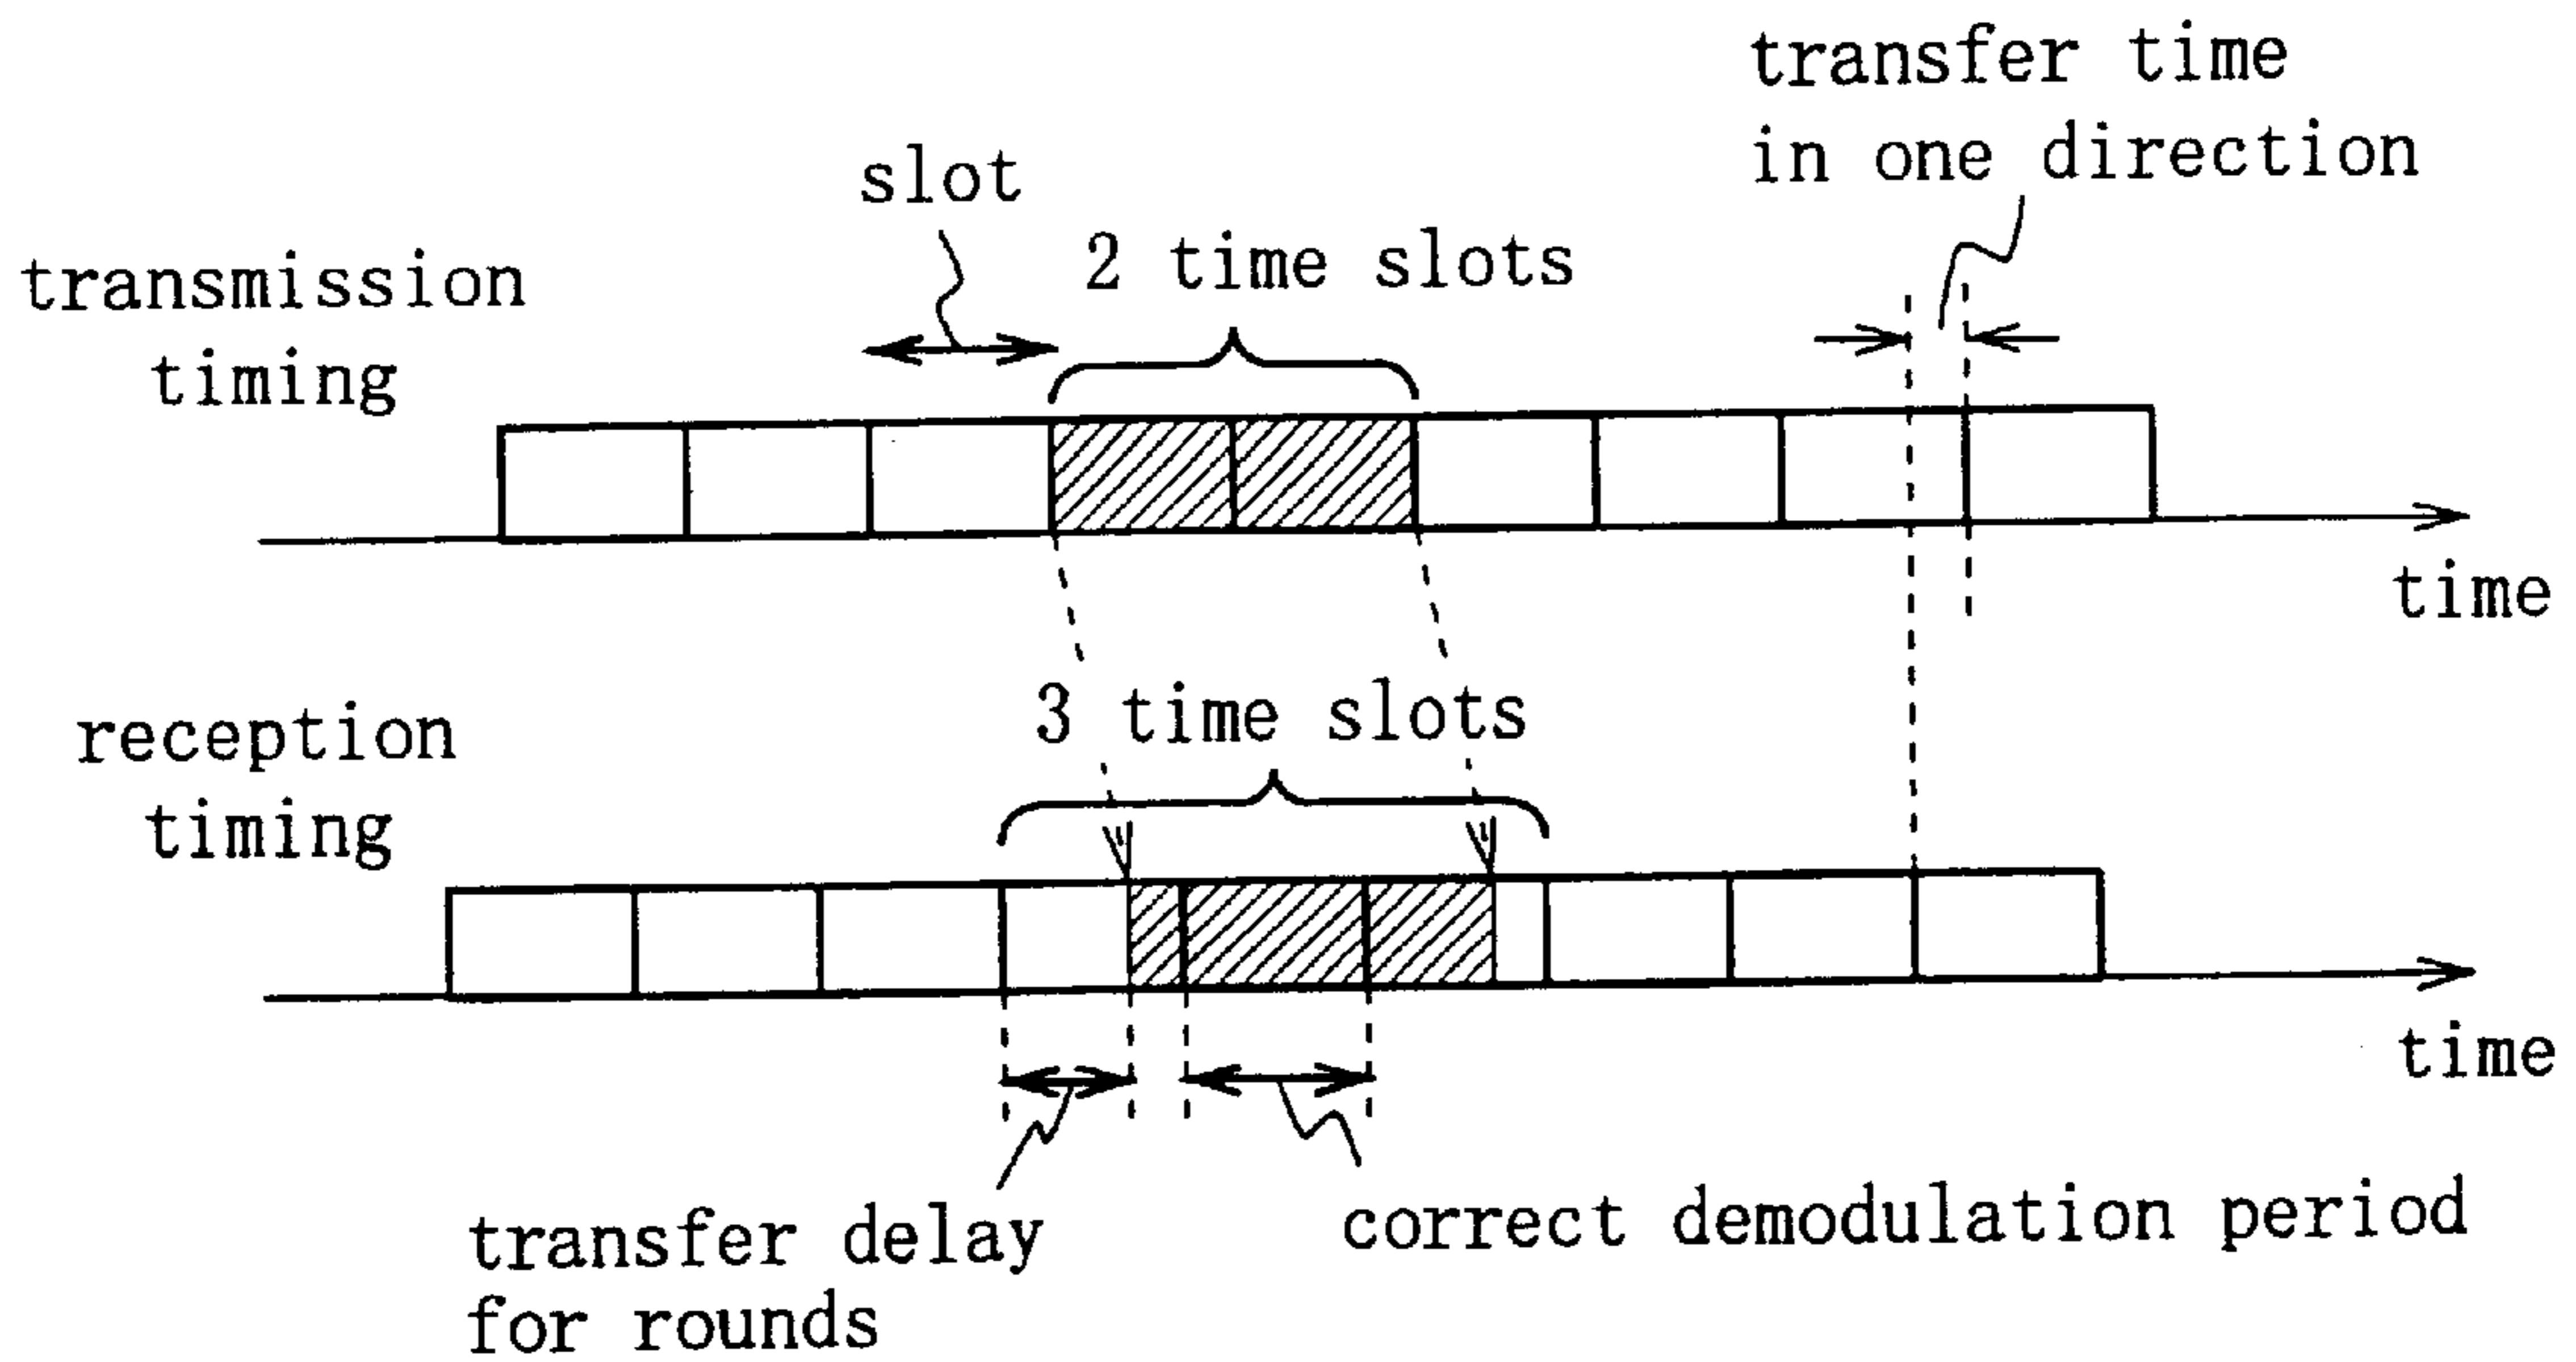 transfer time
in one direction
slot
2 time slots
transmission
timing
time
3 time slots
reception
timing
time
transfer delay
for rounds
correct demodulation period